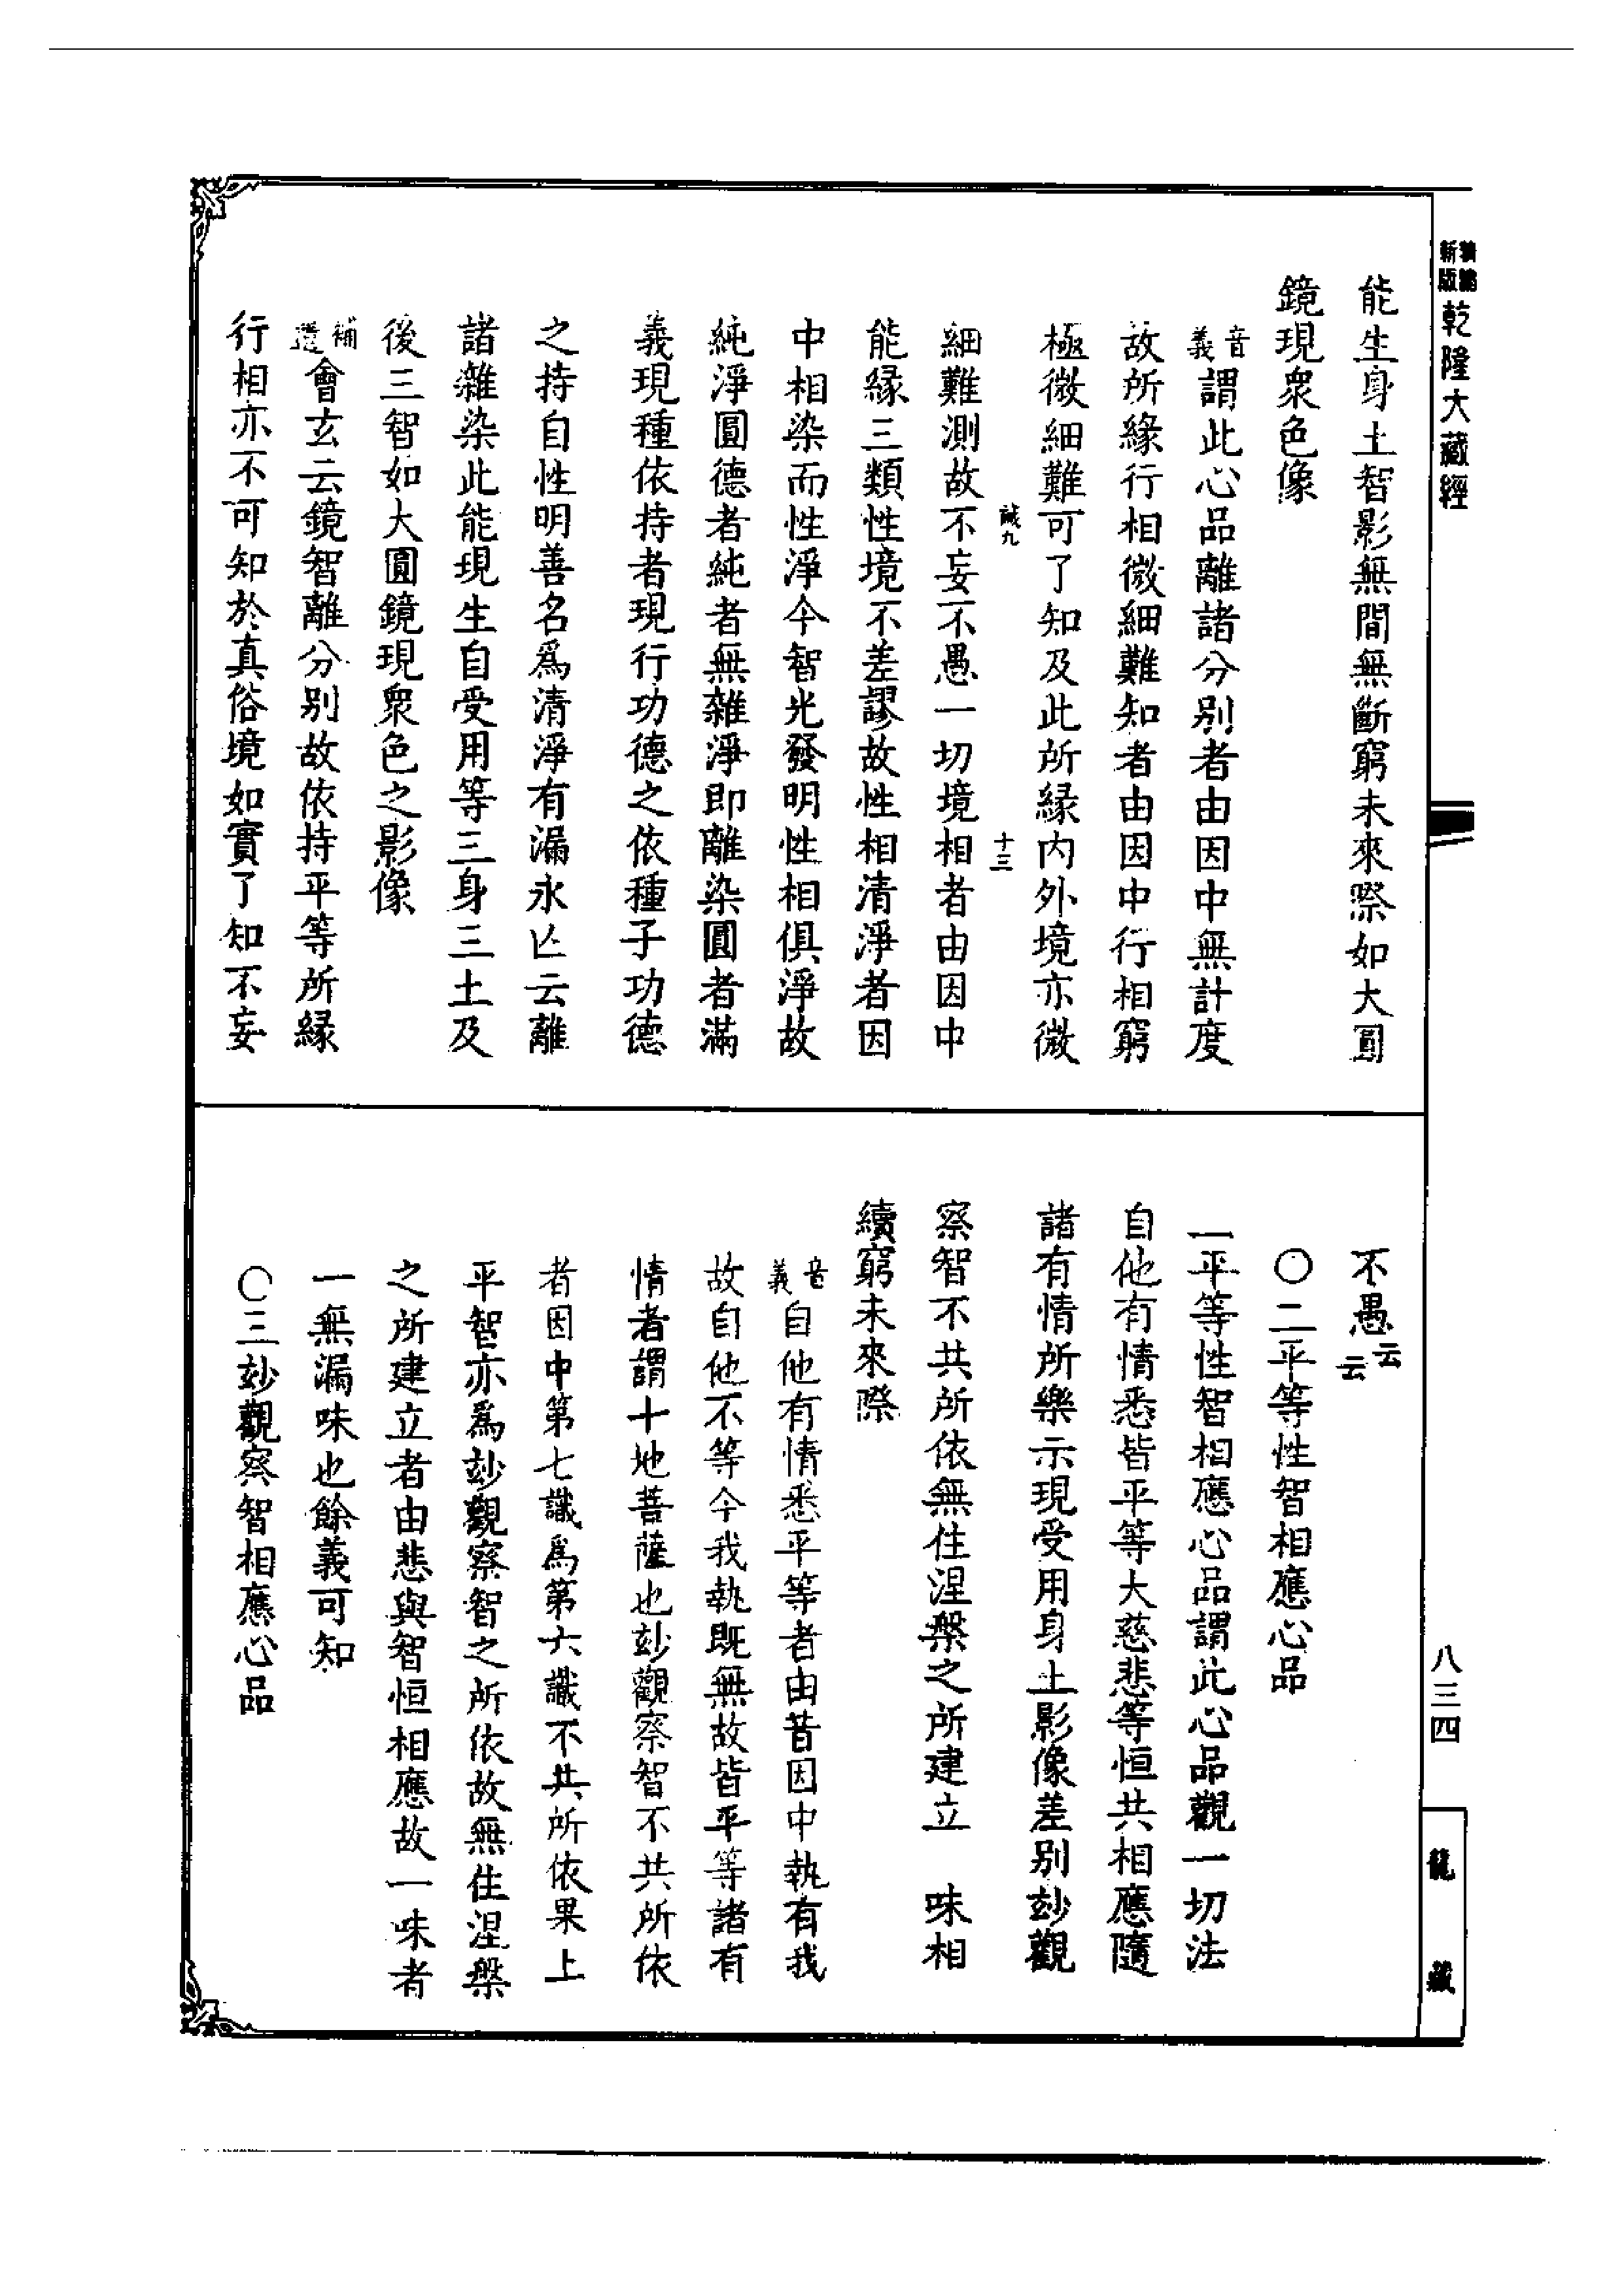 新版
精編
乾隆大藏經
能生身土智影無間無斷窮未來際如大圓
鏡現衆色像
音義謂此心品離諸分別者由因中無計度
故所緣行相微細難知者由因中行相窮
極微細難可了知及此所緣內外境亦微
誠九
十三
細難測故不妄不愚一切境相者由因中
能緣三類性境不差謬故性相清淨者因
中相染而性淨今智光發明性相俱淨故
純淨圓德者純者無雜淨即離染圓者滿
義現種依持者現行功德之依種子功德
之持自性明善名爲清淨有漏永亡云離
諸雜染此能現生自受用等三身三土及
後三智如大圓鏡現衆色之影像
補遺會玄云鏡智離分別故依持平等所緣
行相亦不可知於真俗境如實了知不妄
不愚云云
〇二平等性智相應心品
一平等性智相應心品謂此心品觀一切法
自他有情悉皆平等大慈悲等恒共相應隨
諸有情所樂示現受用身土影像差別玅觀
察智不共所依無住涅槃之所建立　味相
續窮未來際
音義自他有情悉平等者由昔因中執有我
故自他不等今我執既無故皆平等諸有
情者謂十地菩薩也玅觀察智不共所依
者因中第七識爲第六識不共所依果上
平智亦爲玅觀察智之所依故無住涅槃
之所建立者由悲與智恒相應故一味者
一無漏味也餘義可知
〇三玅觀察智相應心品
八三四
龍藏